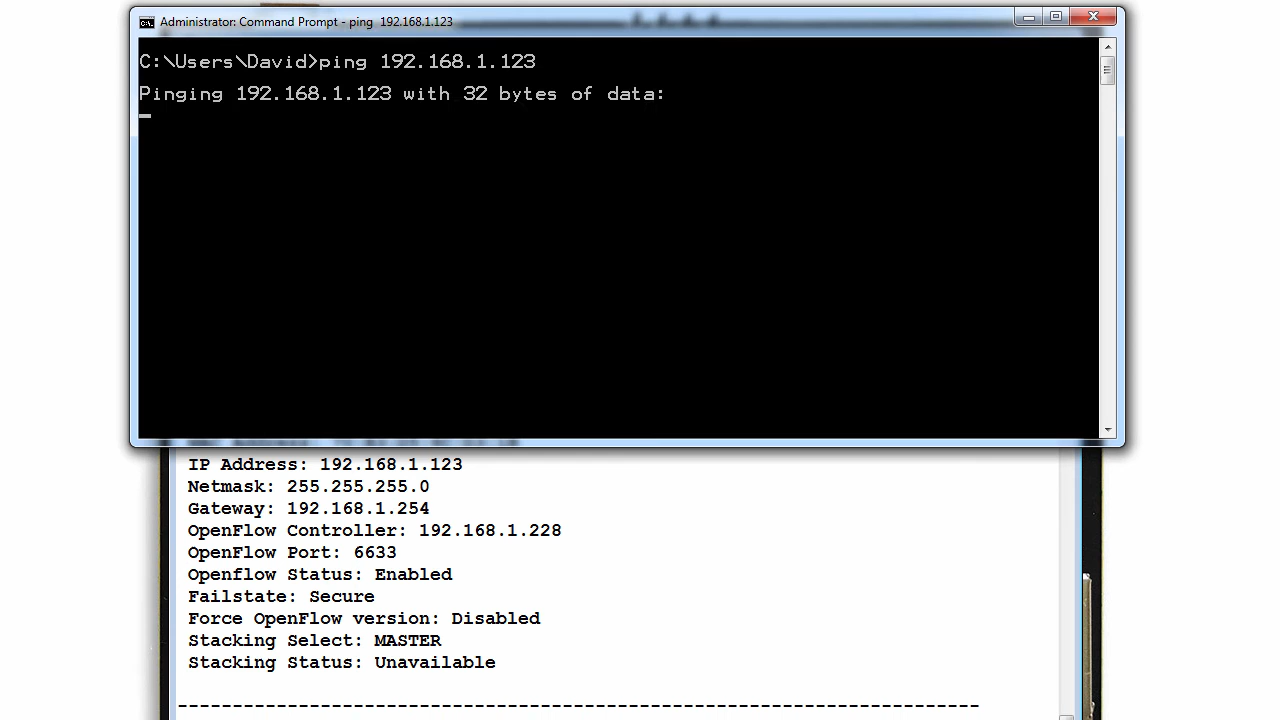 Administrator: Command Prompt - ping  192.168.1.123
C:\Users\David>ping 192.168.1.123
Pinging 192.168.1.123 with 32 bytes of data:
IP Address: 192.168.1.123
Netmask: 255.255.255.0
Gateway: 192.168.1.254
OpenFlow Controller: 192.168.1.228
OpenFlow Port: 6633
Openflow Status: Enabled
Failstate: Secure
Force OpenFlow version: Disabled
Stacking Select: MASTER
Stacking Status: Unavailable